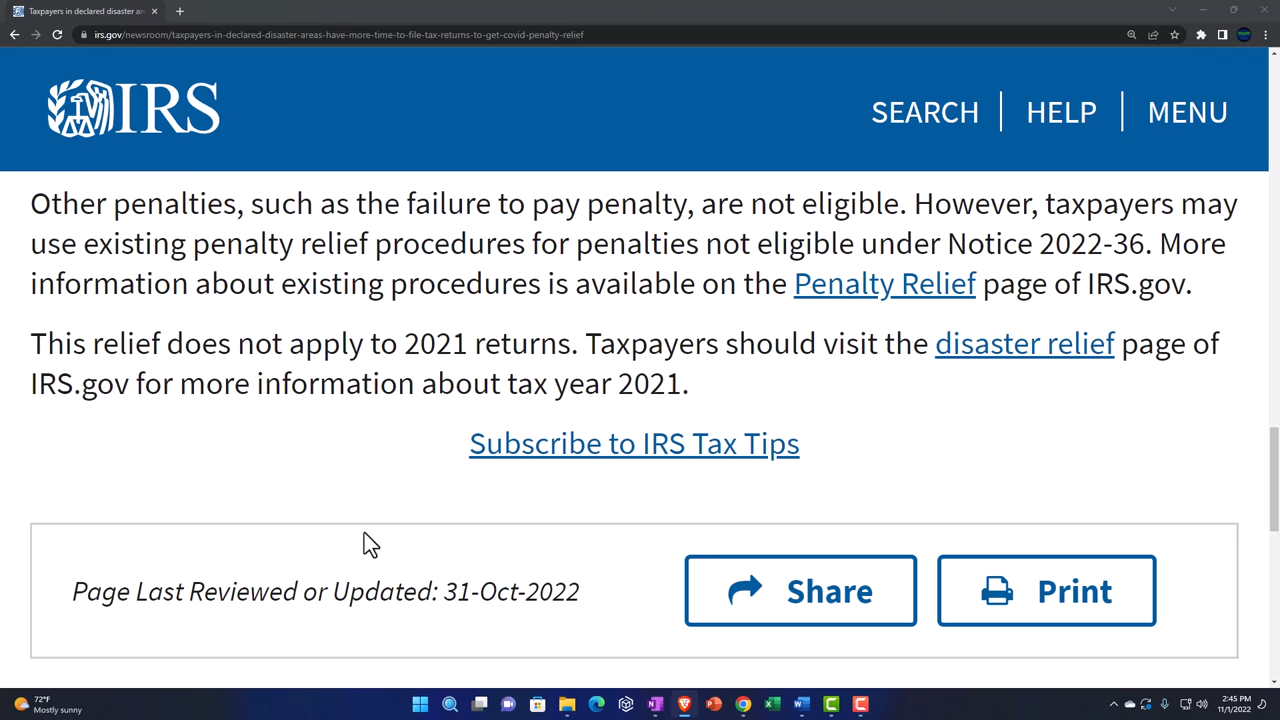 Taxpayers in declared disaster are
irs.gov/newsroom/taxpayers-in-declared-disaster-areas-have-more-time-to-file-tax-returns-to-get-covid-penalty-relief
IRS
SEARCH
HELP
MENU
Other penalties, such as the failure to pay penalty, are not eligible. However, taxpayers may
use existing penalty relief procedures for penalties not eligible under Notice 2022-36. More
information about existing procedures is available on the Penalty Relief page of IRS.gov.
This relief does not apply to 2021 returns. Taxpayers should visit the disaster relief page of
IRS.gov for more information about tax year 2021.
Subscribe to IRS Tax Tips
Page Last Reviewed or Updated: 31-Oct-2022
Share
Print
72°F
Mostly sunny
2:45 PM
11/1/2022